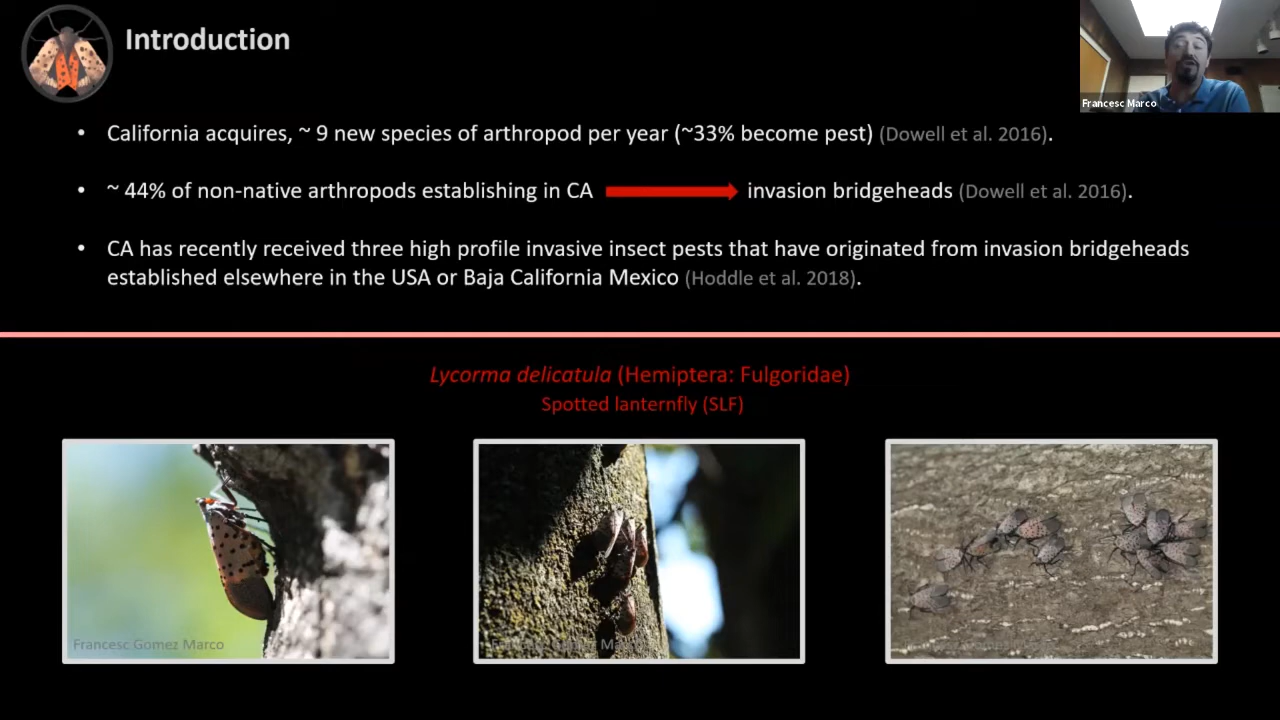 Introduction
Francesc Marco
• California acquires, ~ 9 new species of arthropod per year (~33% become pest) (Dowell et al. 2016).
• ~ 44% of non-native arthropods establishing in CA invasion bridgeheads (Dowell et al. 2016).
• CA has recently received three high profile invasive insect pests that have originated from invasion bridgeheads
established elsewhere in the USA or Baja California Mexico (Hoddle et al. 2018).
Lycorma delicatula (Hemiptera: Fulgoridae)
Spotted lanternfly (SLF)
Francesc Gomez Marco